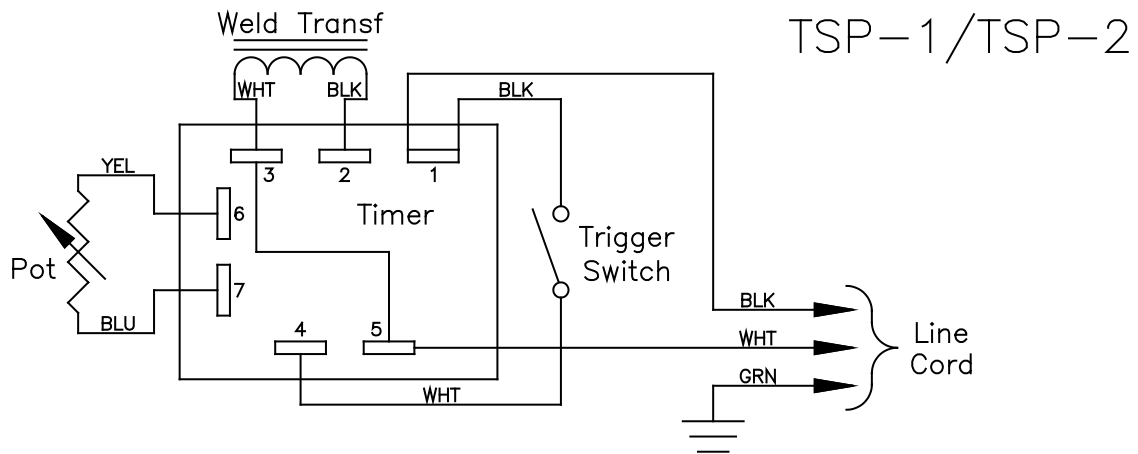 Weld Transf
TSP-1/TSP-2
WHT
BLK
BLK
YEL
3
2
1
6
Timer
Trigger
Switch
Pot
7
BLU
4
5
BLK
WHT
GRN
Line
Cord
WHT